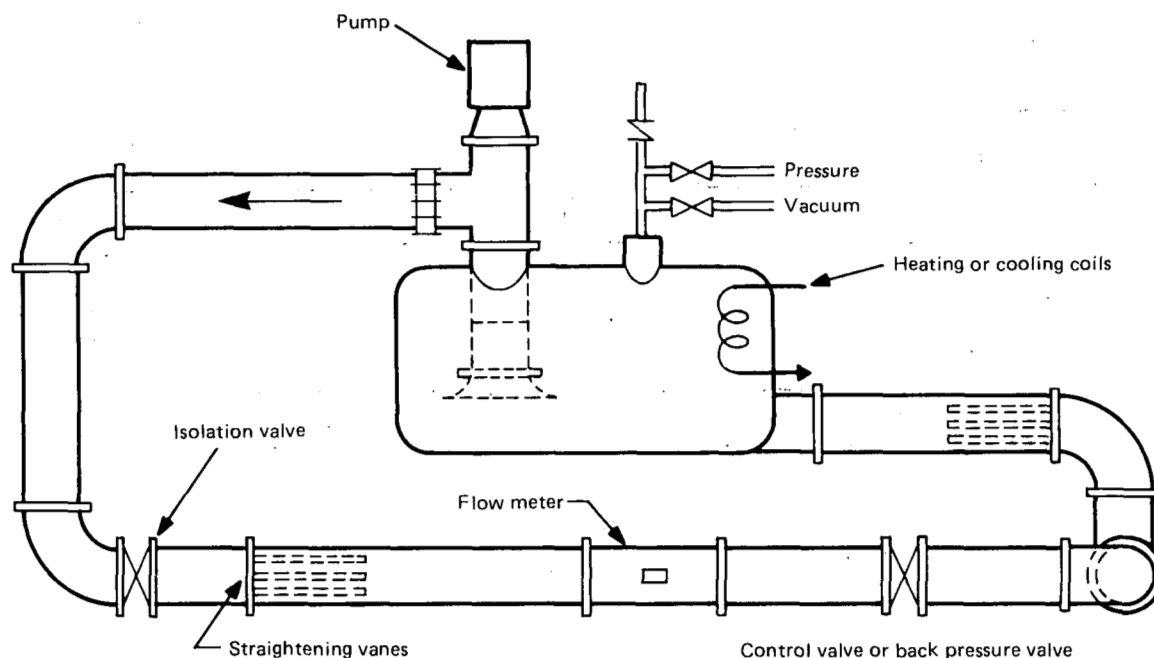 Pump
Pressure
Vacuum
Heating or cooling coils
Isolation valve
Flow meter
Straightening vanes
Control valve or back pressure valve